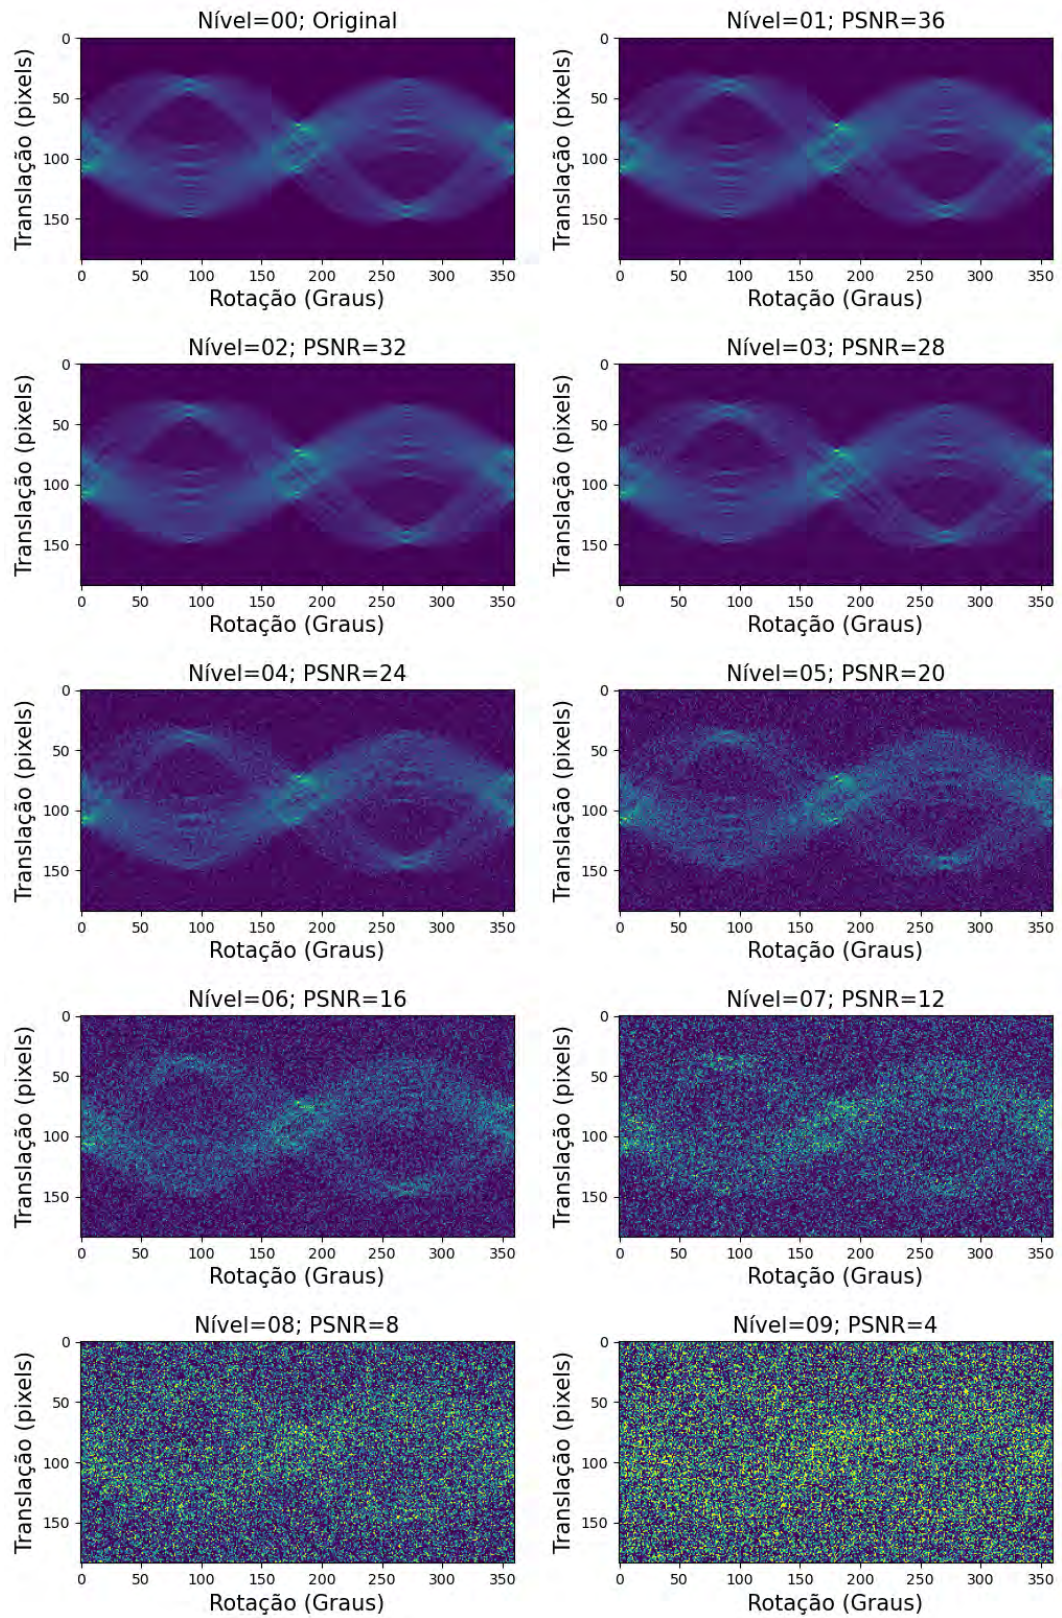 Nível=00; Original
Nível=01; PSNR=36
Translação (pixels)
0
50
100
150
0 50 100 150 200 250 300 350
Rotação (Graus)
Translação (pixels)
0
50
100
150
0 50 100 150 200 250 300 350
Rotação (Graus)
Nível=02; PSNR=32
Nível=03; PSNR=28
Translação (pixels)
0
50
100
150
0 50 100 150 200 250 300 350
Rotação (Graus)
Translação (pixels)
0
50
100
150
0 50 100 150 200 250 300 350
Rotação (Graus)
Nível=04; PSNR=24
Nível=05; PSNR=20
Translação (pixels)
0
50
100
150
0 50 100 150 200 250 300 350
Rotação (Graus)
Translação (pixels)
0
50
100
150
0 50 100 150 200 250 300 350
Rotação (Graus)
Nível=06; PSNR=16
Nível=07; PSNR=12
Translação (pixels)
0
50
100
150
0 50 100 150 200 250 300 350
Rotação (Graus)
Translação (pixels)
0
50
100
150
0 50 100 150 200 250 300 350
Rotação (Graus)
Nível=08; PSNR=8
Nível=09; PSNR=4
Translação (pixels)
0
50
100
150
0 50 100 150 200 250 300 350
Rotação (Graus)
Translação (pixels)
0
50
100
150
0 50 100 150 200 250 300 350
Rotação (Graus)